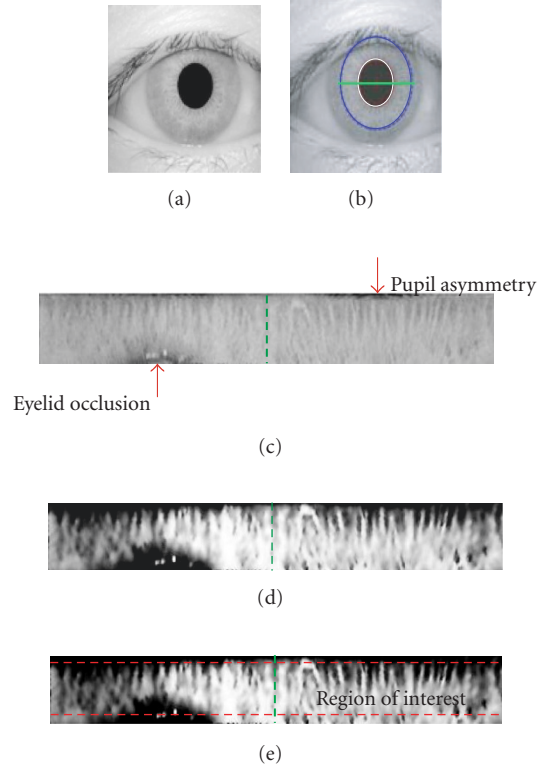 (a)
(b)
Pupil asymmetry
Eyelid occlusion
(c)
(d)
Region of interest
(e)